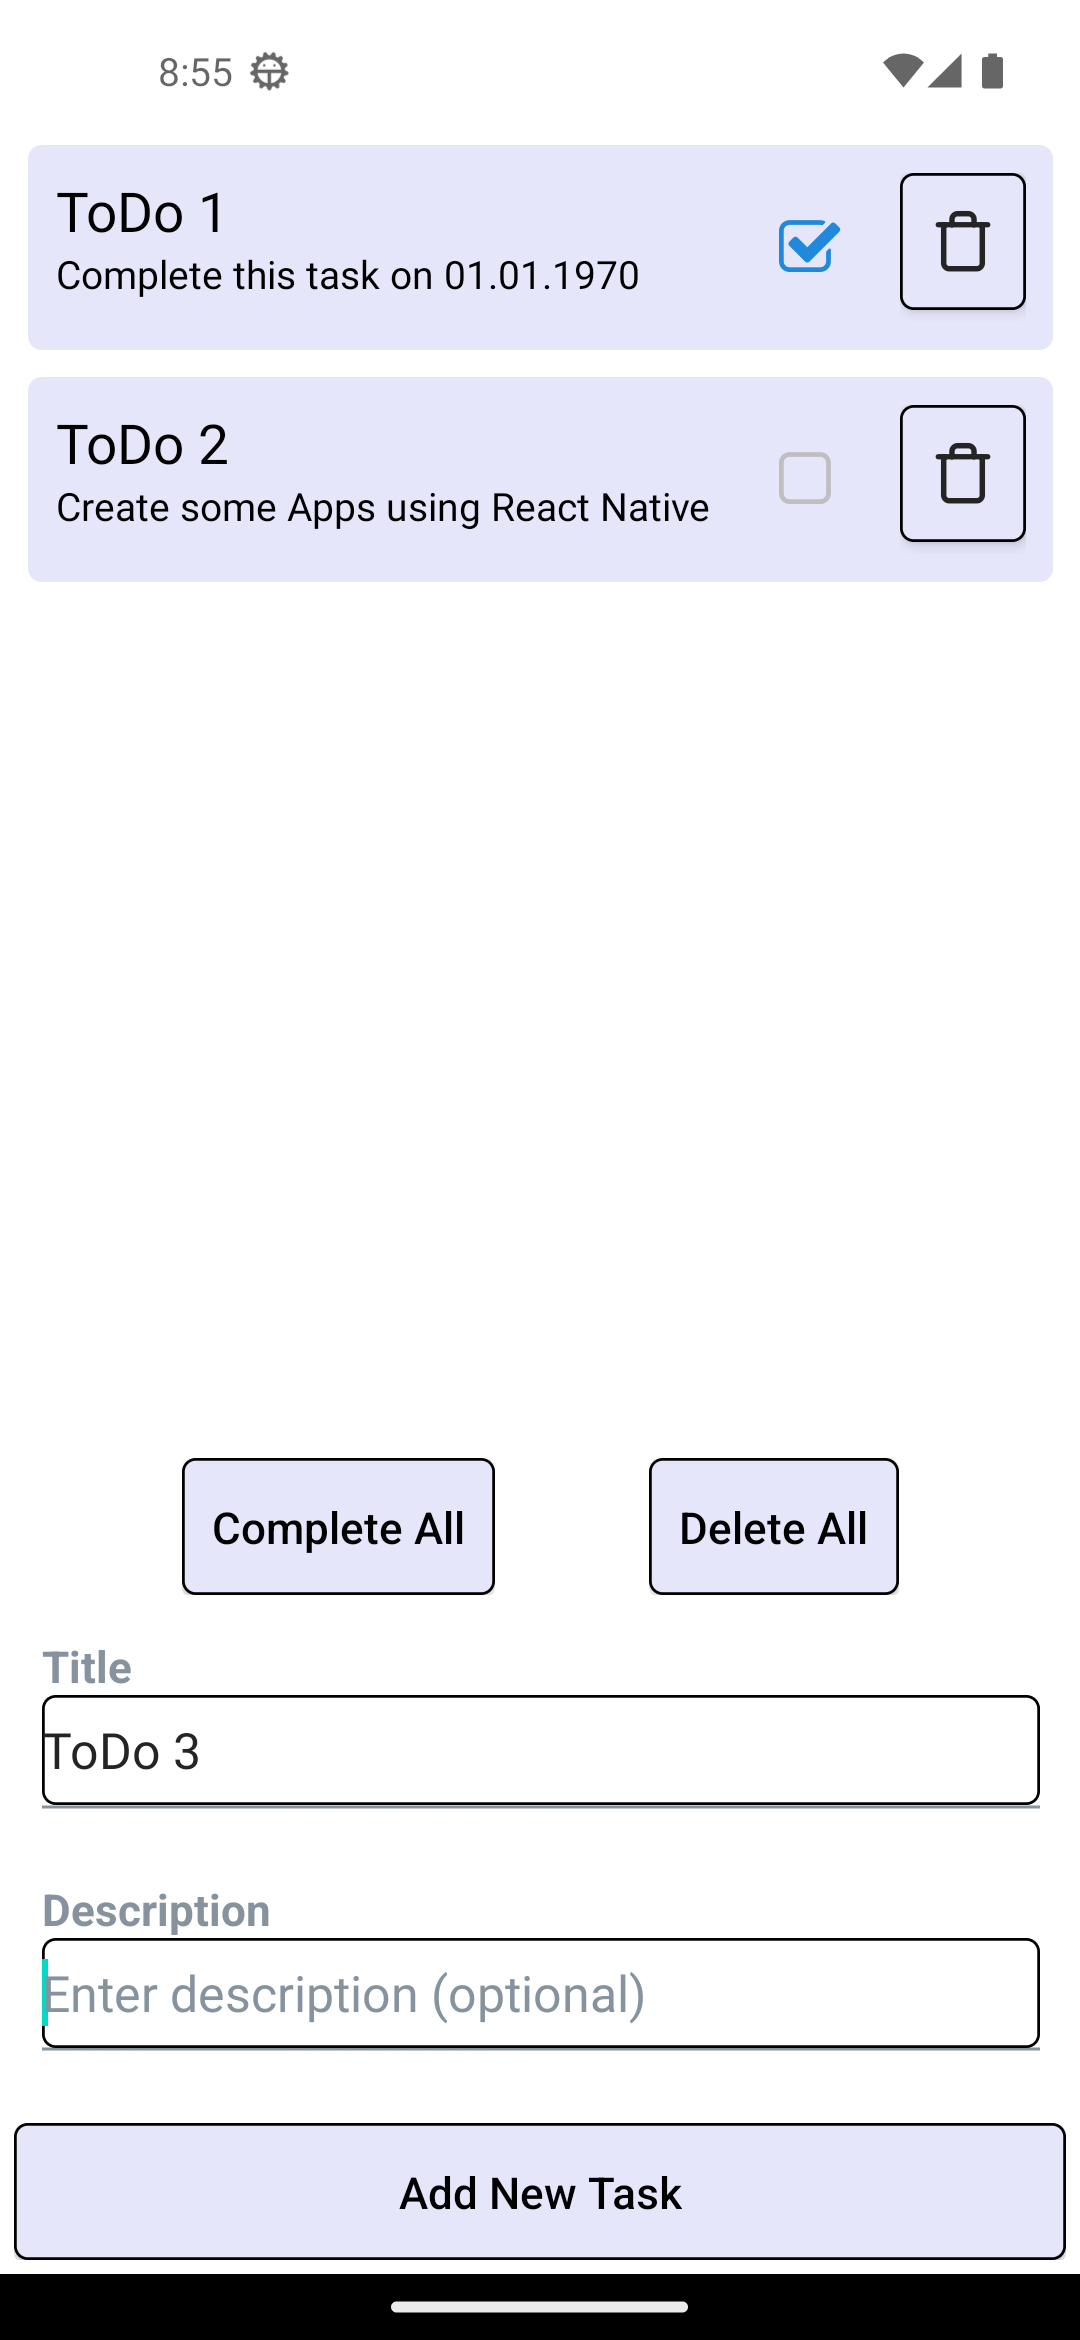 8:55
ToDo 1
Complete this task on 01.01.1970
ToDo 2
Create some Apps using React Native
Complete All
Delete All
Title
ToDo 3
Description
Enter description (optional)
Add New Task